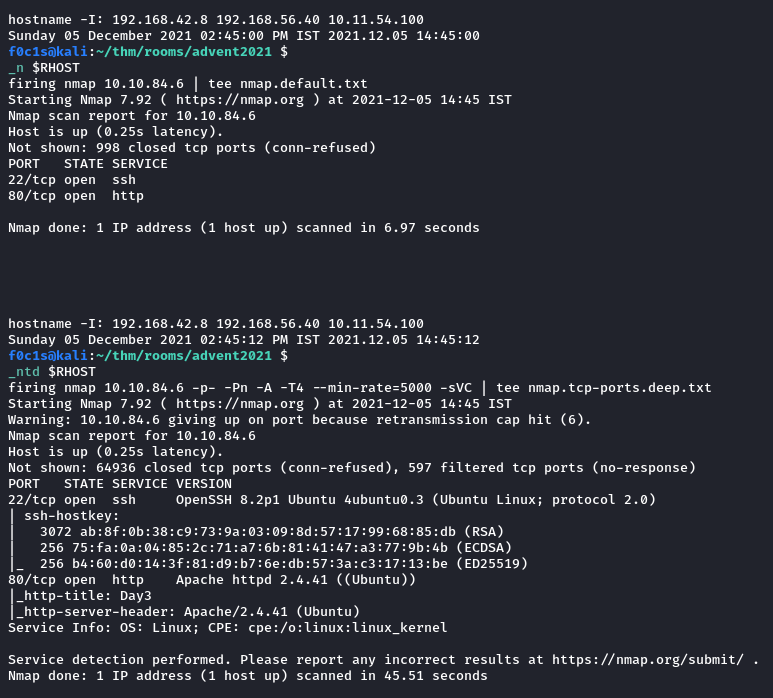 hostname -I: 192.168.42.8 192.168.56.40 10.11.54.100
Sunday 05 December 2021 02:45:00 PM IST 2021.12.05 14:45:00
f0c1s@kali:~/thm/rooms/advent2021 $
_n $RHOST
firing nmap 10.10.84.6 | tee nmap.default.txt
Starting Nmap 7.92 ( https://nmap.org ) at 2021-12-05 14:45 IST
Nmap scan report for 10.10.84.6
Host is up (0.25s latency).
Not shown: 998 closed tcp ports (conn-refused)
PORT   STATE SERVICE
22/tcp open  ssh
80/tcp open  http

Nmap done: 1 IP address (1 host up) scanned in 6.97 seconds

hostname -I: 192.168.42.8 192.168.56.40 10.11.54.100
Sunday 05 December 2021 02:45:12 PM IST 2021.12.05 14:45:12
f0c1s@kali:~/thm/rooms/advent2021 $
_ntd $RHOST
firing nmap 10.10.84.6 -p- -Pn -A -T4 --min-rate=5000 -sVC | tee nmap.tcp-ports.deep.txt
Starting Nmap 7.92 ( https://nmap.org ) at 2021-12-05 14:45 IST
Warning: 10.10.84.6 giving up on port because retransmission cap hit (6).
Nmap scan report for 10.10.84.6
Host is up (0.25s latency).
Not shown: 64936 closed tcp ports (conn-refused), 597 filtered tcp ports (no-response)
PORT   STATE SERVICE VERSION
22/tcp open  ssh     OpenSSH 8.2p1 Ubuntu 4ubuntu0.3 (Ubuntu Linux; protocol 2.0)
| ssh-hostkey:
|   3072 ab:8f:0b:38:c9:73:9a:03:09:8d:57:17:99:68:85:db (RSA)
|   256 75:fa:0a:04:85:2c:71:a7:6b:81:41:47:a3:77:9b:4b (ECDSA)
|_  256 b4:60:d0:14:3f:81:d9:b7:6e:db:57:3a:c3:17:13:be (ED25519)
80/tcp open  http    Apache httpd 2.4.41 ((Ubuntu))
|_http-title: Day3
|_http-server-header: Apache/2.4.41 (Ubuntu)
Service Info: OS: Linux; CPE: cpe:/o:linux:linux_kernel

Service detection performed. Please report any incorrect results at https://nmap.org/submit/ .
Nmap done: 1 IP address (1 host up) scanned in 45.51 seconds